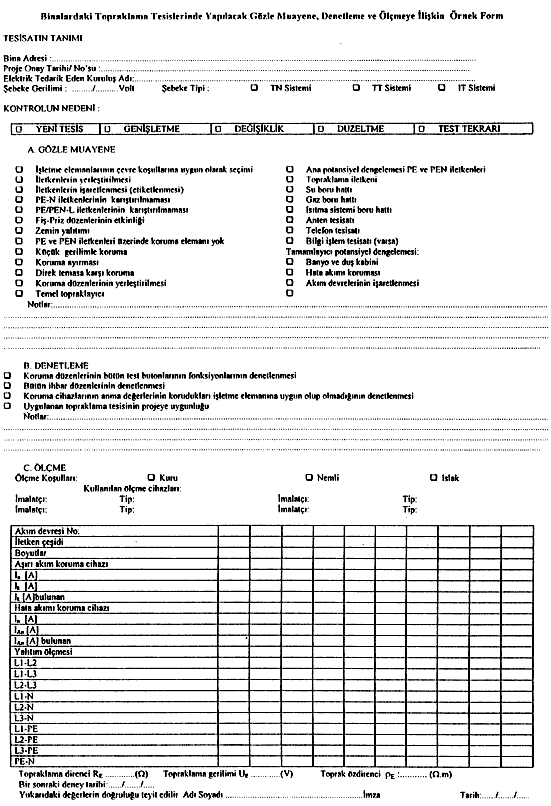 Binalardaki Topraklama Tesislerinde Yapılacak Gözle Muayene, Denetleme ve Ölçmeye İlişkin Örnek Form
TESİSATIN TANIMI
Bina Adresi :
Proje Onay Tarihi/ No'su :
Elektrik Tedarik Eden Kuruluş Adı:
Şebeke Gerilimi : ......../.........Volt Şebeke Tipi : ☐ TN Sistemi ☐ TT Sistemi ☐ IT Sistemi
KONTROLUN NEDENİ :
☐ YENİ TESİS ☐ GENİŞLETME ☐ DEĞİŞİKLİK ☐ DÜZELTME ☐ TEST TEKRARI
A. GÖZLE MUAYENE
☐ İşletme elemanlarının çevre koşullarına uygun olarak seçimi
☐ İletkenlerin yerleştirilmesi
☐ İletkenlerin işaretlenmesi (etiketlenmesi)
☐ PE-N iletkenlerinin karıştırılmaması
☐ PE/PEN-L iletkenlerinin karıştırılmaması
☐ Fiş-Priz düzenlerinin etkinliği
☐ Zemin yalıtımı
☐ PE ve PEN iletkenleri üzerinde koruma elemanı yok
☐ Küçük gerilimle koruma
☐ Koruma ayırması
☐ Direk temasa karşı koruma
☐ Koruma düzenlerinin yerleştirilmesi
☐ Temel topraklayıcı
☐ Ana potansiyel dengelemesi PE ve PEN iletkenleri
☐ Topraklama iletkeni
☐ Su boru hattı
☐ Gaz boru hattı
☐ Isıtma sistemi boru hattı
☐ Anten tesisatı
☐ Telefon tesisatı
☐ Bilgi işlem tesisatı (varsa)
Tamamlayıcı potansiyel dengelemesi:
☐ Banyo ve duş kabini
☐ Hata akımı koruması
☐ Akım devrelerinin işaretlenmesi
☐
Notlar:
B. DENETLEME
☐ Koruma düzenlerinin bütün test butonlarının fonksiyonlarının denetlenmesi
☐ Bütün ihbar düzenlerinin denetlenmesi
☐ Koruma cihazlarının anma değerlerinin korudukları işletme elemanına uygun olup olmadığının denetlenmesi
☐ Uygulanan topraklama tesisinin projeye uygunluğu
Notlar:
C. ÖLÇME
Ölçme Koşulları: ☐ Kuru ☐ Nemli ☐ Islak
Kullanılan ölçme cihazları:
İmalatçı: Tip: İmalatçı: Tip:
İmalatçı: Tip: İmalatçı: Tip:
Akım devresi No:
İletken çeşidi
Boyutlar
Aşırı akım koruma cihazı
Iₙ [A]
Iₖ [A]
Iₖ [A]bulunan
Hata akımı koruma cihazı
Iₙ [A]
I∆n [A]
I∆n [A] bulunan
Yalıtım ölçmesi
L1-L2
L1-L3
L2-L3
L1-N
L2-N
L3-N
L1-PE
L2-PE
L3-PE
PE-N
Topraklama direnci RE ..........(Ω) Topraklama gerilimi UE ..........(V) Toprak özdirenci ρE :.......... (Ω.m)
Bir sonraki deney tarihi:....../....../......
Yukarıdaki değerlerin doğruluğu teyit edilir Adı Soyadı ....................İmza Tarih:....../....../......